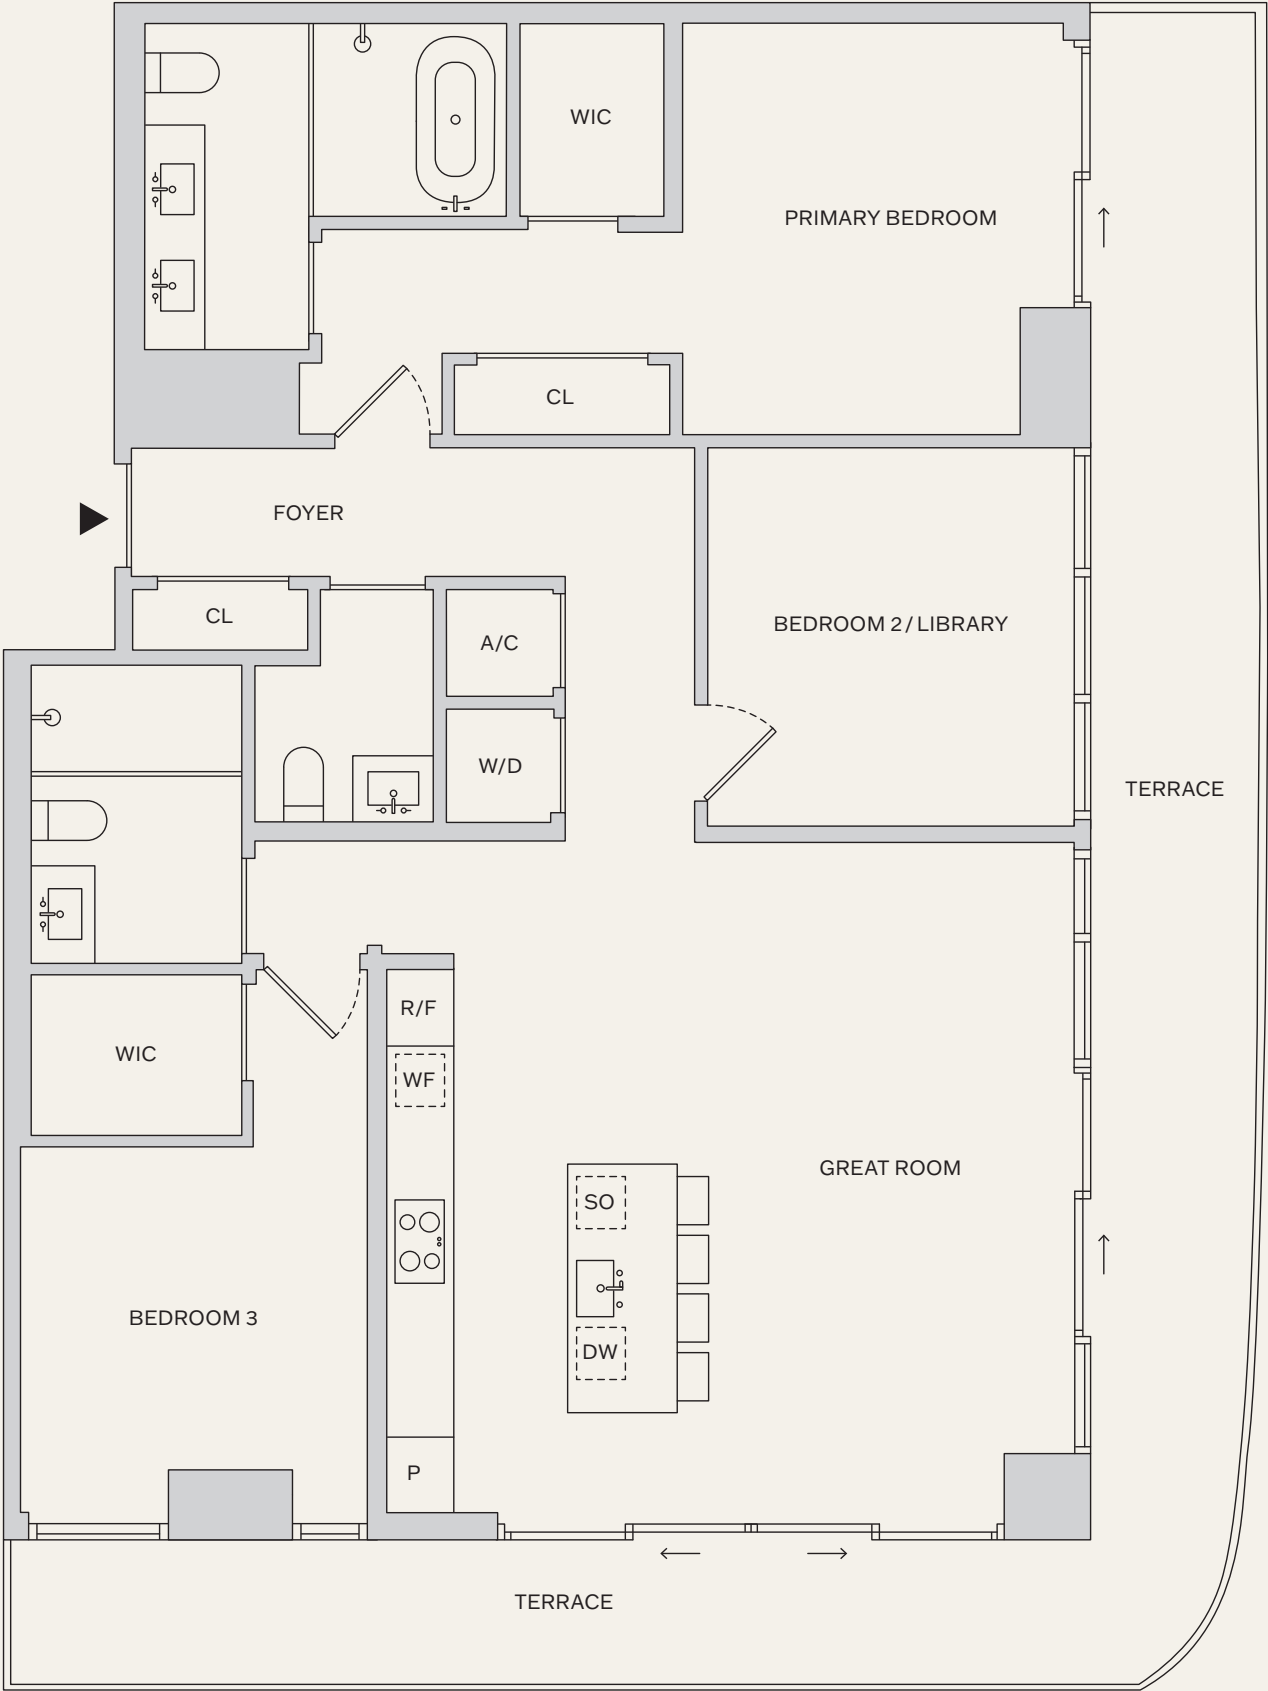 WIC
PRIMARY BEDROOM
CL
FOYER
CL
A/C
BEDROOM 2 / LIBRARY
W/D
TERRACE
R/F
WIC
WF
GREAT ROOM
SO
BEDROOM 3
DW
P
TERRACE